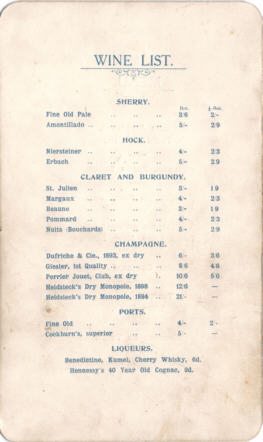 WINE LIST.
SHERRY.
Bot. ½-Bot.
Fine Old Pale .. .. .. 3/6 2/-
Amontillado .. .. .. .. 5/- 2/9
HOCK.
Niersteiner .. .. .. .. 4/- 2/3
Erbach .. .. .. .. 5/- 2/9
CLARET AND BURGUNDY.
St. Julien .. .. .. .. 3/- 1/9
Margaux .. .. .. .. 4/- 2/3
Beaune .. .. .. .. 3/- 1/9
Pommard .. .. .. .. 4/- 2/3
Nuits (Bouchards) .. .. .. 5/- 2/9
CHAMPAGNE.
Dufriche & Cie., 1893, ex dry .. 6/- 3/6
Giesler, 1st Quality .. .. .. 8/6 4/6
Perrier Jouet, Club, ex dry .. 10/6 5/6
Heidsieck's Dry Monopole, 1898 .. 12/6 —
Heidsieck's Dry Monopole, 1884 .. 21/- —
PORTS.
Fine Old .. .. .. .. 4/- 2/-
Cockburn's, superior .. .. 5/- —
LIQUEURS.
Benedictine, Kumel, Cherry Whisky, 6d.
Hennessy's 40 Year Old Cognac, 9d.